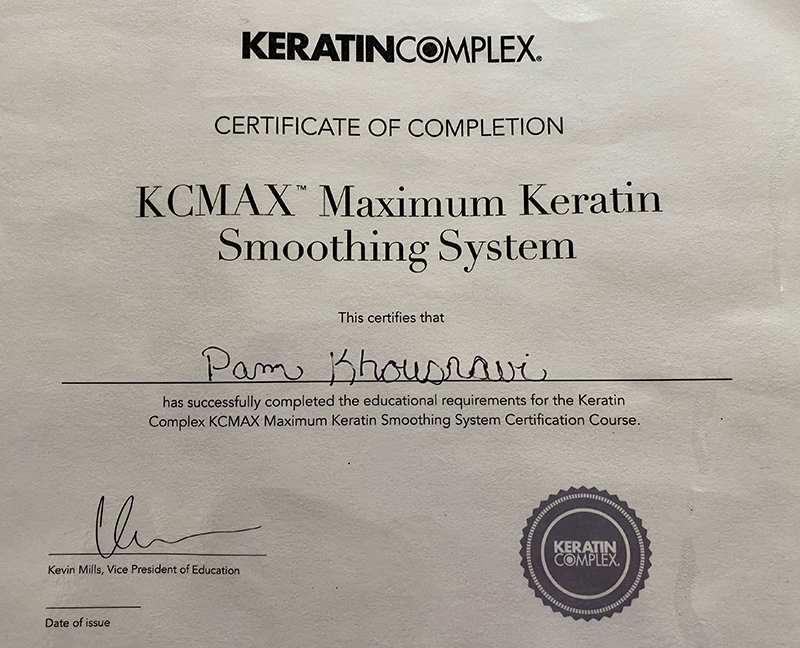 KERATINCOMPLEX®
CERTIFICATE OF COMPLETION
KCMAX™ Maximum Keratin
Smoothing System
This certifies that
Pam Khousravi
has successfully completed the educational requirements for the Keratin
Complex KCMAX Maximum Keratin Smoothing System Certification Course.
Kevin Mills, Vice President of Education
Date of issue
KERATIN
COMPLEX®